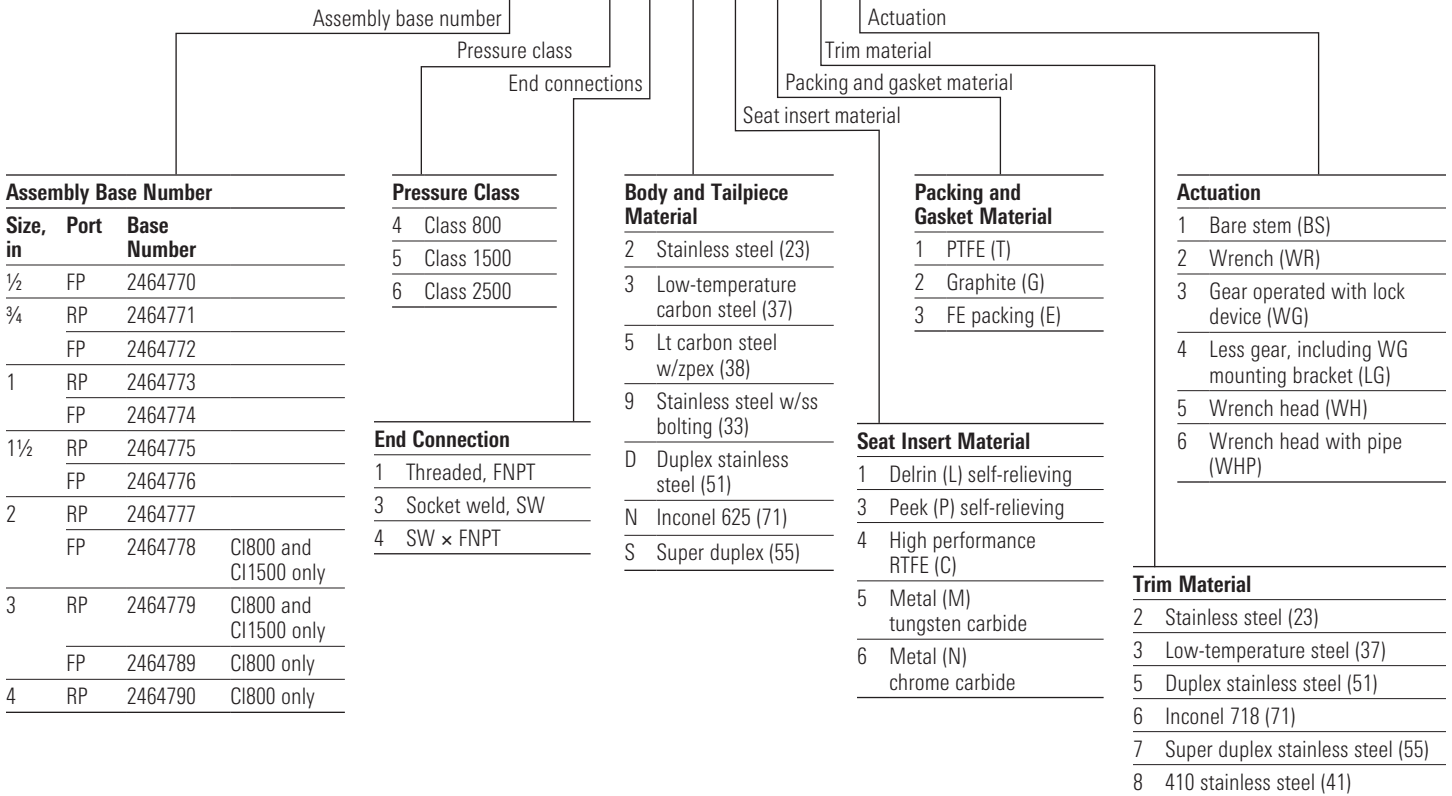 Assembly base number
Actuation
Pressure class
Trim material
End connections
Packing and gasket material
Seat insert material
Assembly Base Number
Size, Port Base
in Number
½ FP 2464770
¾ RP 2464771
FP 2464772
1 RP 2464773
FP 2464774
1½ RP 2464775
FP 2464776
2 RP 2464777
FP 2464778 Cl800 and
Cl1500 only
3 RP 2464779 Cl800 and
Cl1500 only
FP 2464789 Cl800 only
4 RP 2464790 Cl800 only
Pressure Class
4 Class 800
5 Class 1500
6 Class 2500
End Connection
1 Threaded, FNPT
3 Socket weld, SW
4 SW × FNPT
Body and Tailpiece
Material
2 Stainless steel (23)
3 Low-temperature
carbon steel (37)
5 Lt carbon steel
w/zpex (38)
9 Stainless steel w/ss
bolting (33)
D Duplex stainless
steel (51)
N Inconel 625 (71)
S Super duplex (55)
Packing and
Gasket Material
1 PTFE (T)
2 Graphite (G)
3 FE packing (E)
Seat Insert Material
1 Delrin (L) self-relieving
3 Peek (P) self-relieving
4 High performance
RTFE (C)
5 Metal (M)
tungsten carbide
6 Metal (N)
chrome carbide
Actuation
1 Bare stem (BS)
2 Wrench (WR)
3 Gear operated with lock
device (WG)
4 Less gear, including WG
mounting bracket (LG)
5 Wrench head (WH)
6 Wrench head with pipe
(WHP)
Trim Material
2 Stainless steel (23)
3 Low-temperature steel (37)
5 Duplex stainless steel (51)
6 Inconel 718 (71)
7 Super duplex stainless steel (55)
8 410 stainless steel (41)